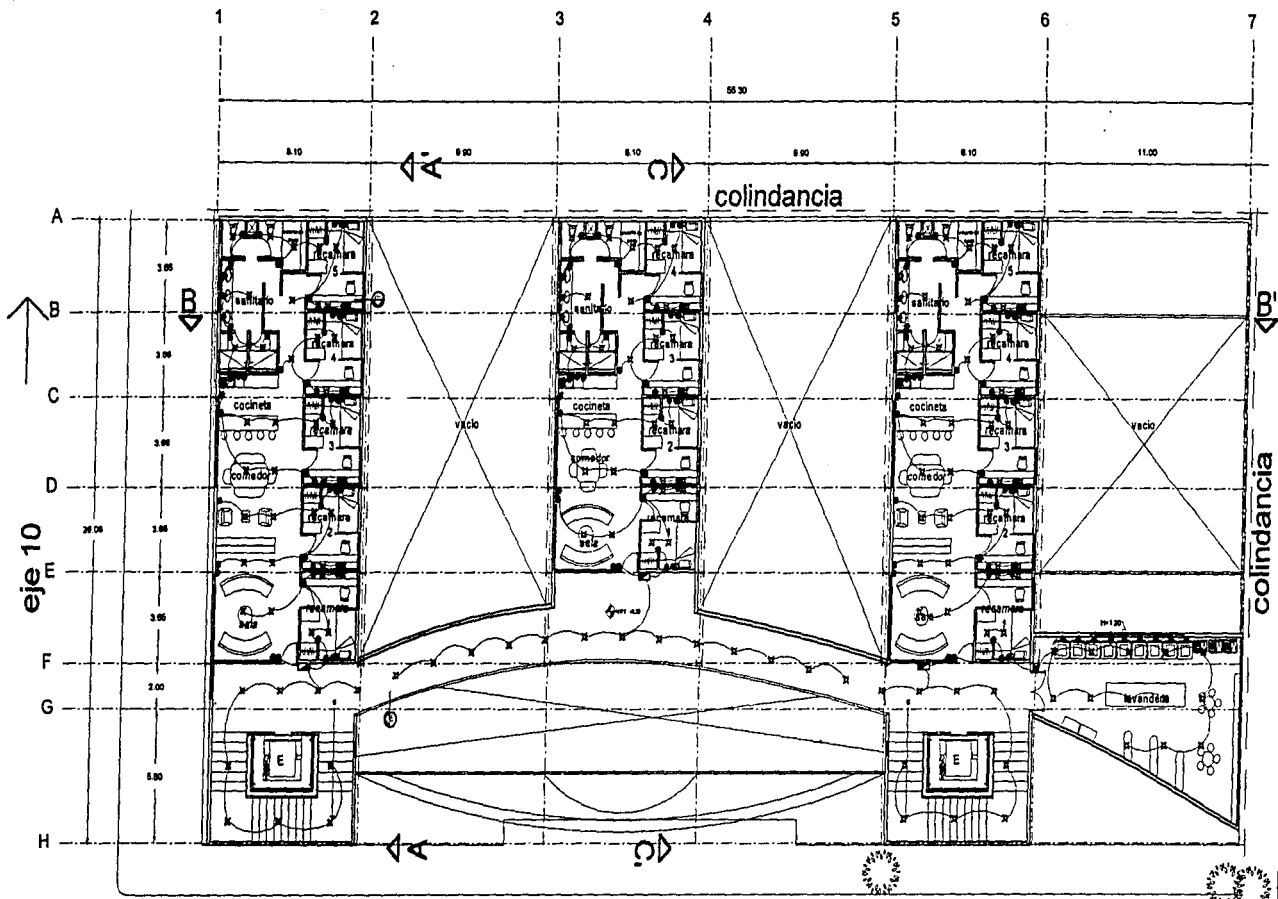 1 2 3 4 5 6 7
55.30
8.10 9.90 8.10 9.90 8.10 11.00
A' C
colindancia
A
B
C
D
E
F
G
H
3.65
3.65
3.65
3.65
3.65
2.00
5.80
eje 10
B
B'
colindancia
recamara
5
sanitario
recamara
4
cocineta
recamara
3
comedor
recamara
2
sala
recamara
E
vacio
recamara
4
sanitario
recamara
3
cocineta
recamara
2
comedor
recamara
1
sala
vacio
recamara
5
sanitario
recamara
4
cocineta
recamara
3
comedor
recamara
2
sala
recamara
1
E
vacio
lavanderia
A C'